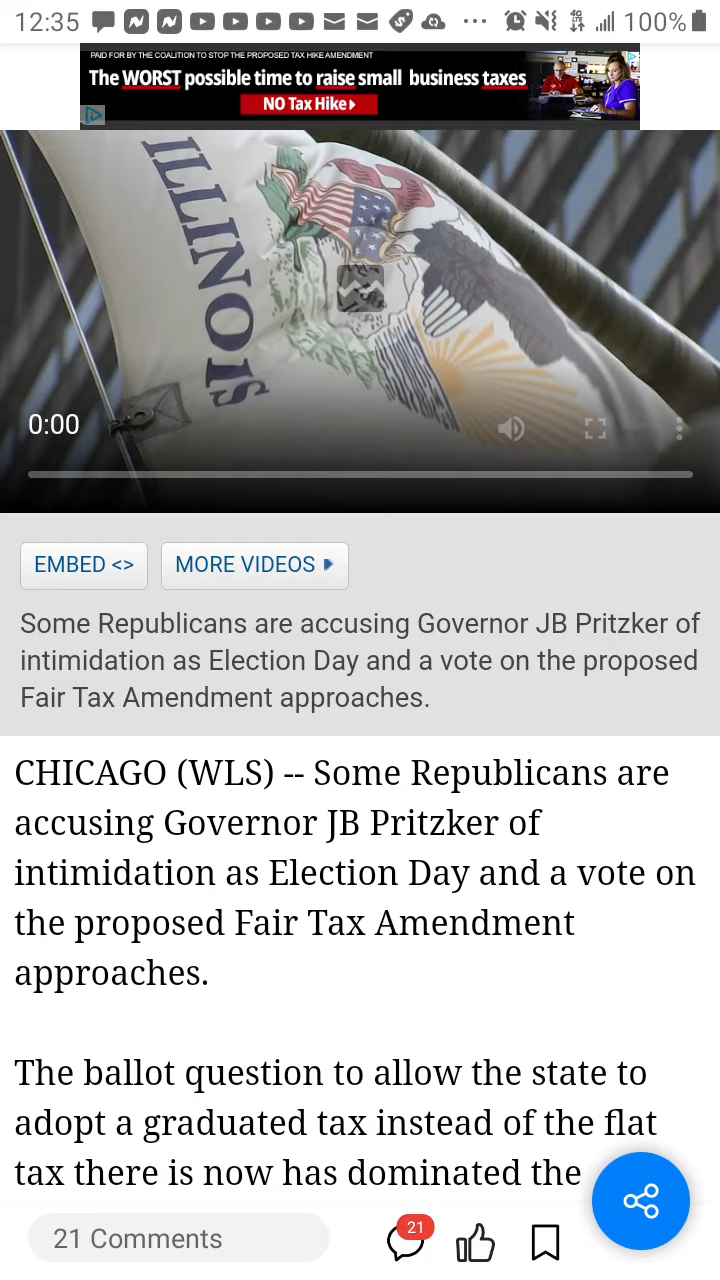 12:35
4G
LTE
100%
PAID FOR BY THE COALITION TO STOP THE PROPOSED TAX HIKE AMENDMENT
The WORST possible time to raise small business taxes
NO Tax Hike
ILLINOIS
0:00
EMBED <>
MORE VIDEOS
Some Republicans are accusing Governor JB Pritzker of
intimidation as Election Day and a vote on the proposed
Fair Tax Amendment approaches.
CHICAGO (WLS) -- Some Republicans are
accusing Governor JB Pritzker of
intimidation as Election Day and a vote on
the proposed Fair Tax Amendment
approaches.
The ballot question to allow the state to
adopt a graduated tax instead of the flat
tax there is now has dominated the
21 Comments
21